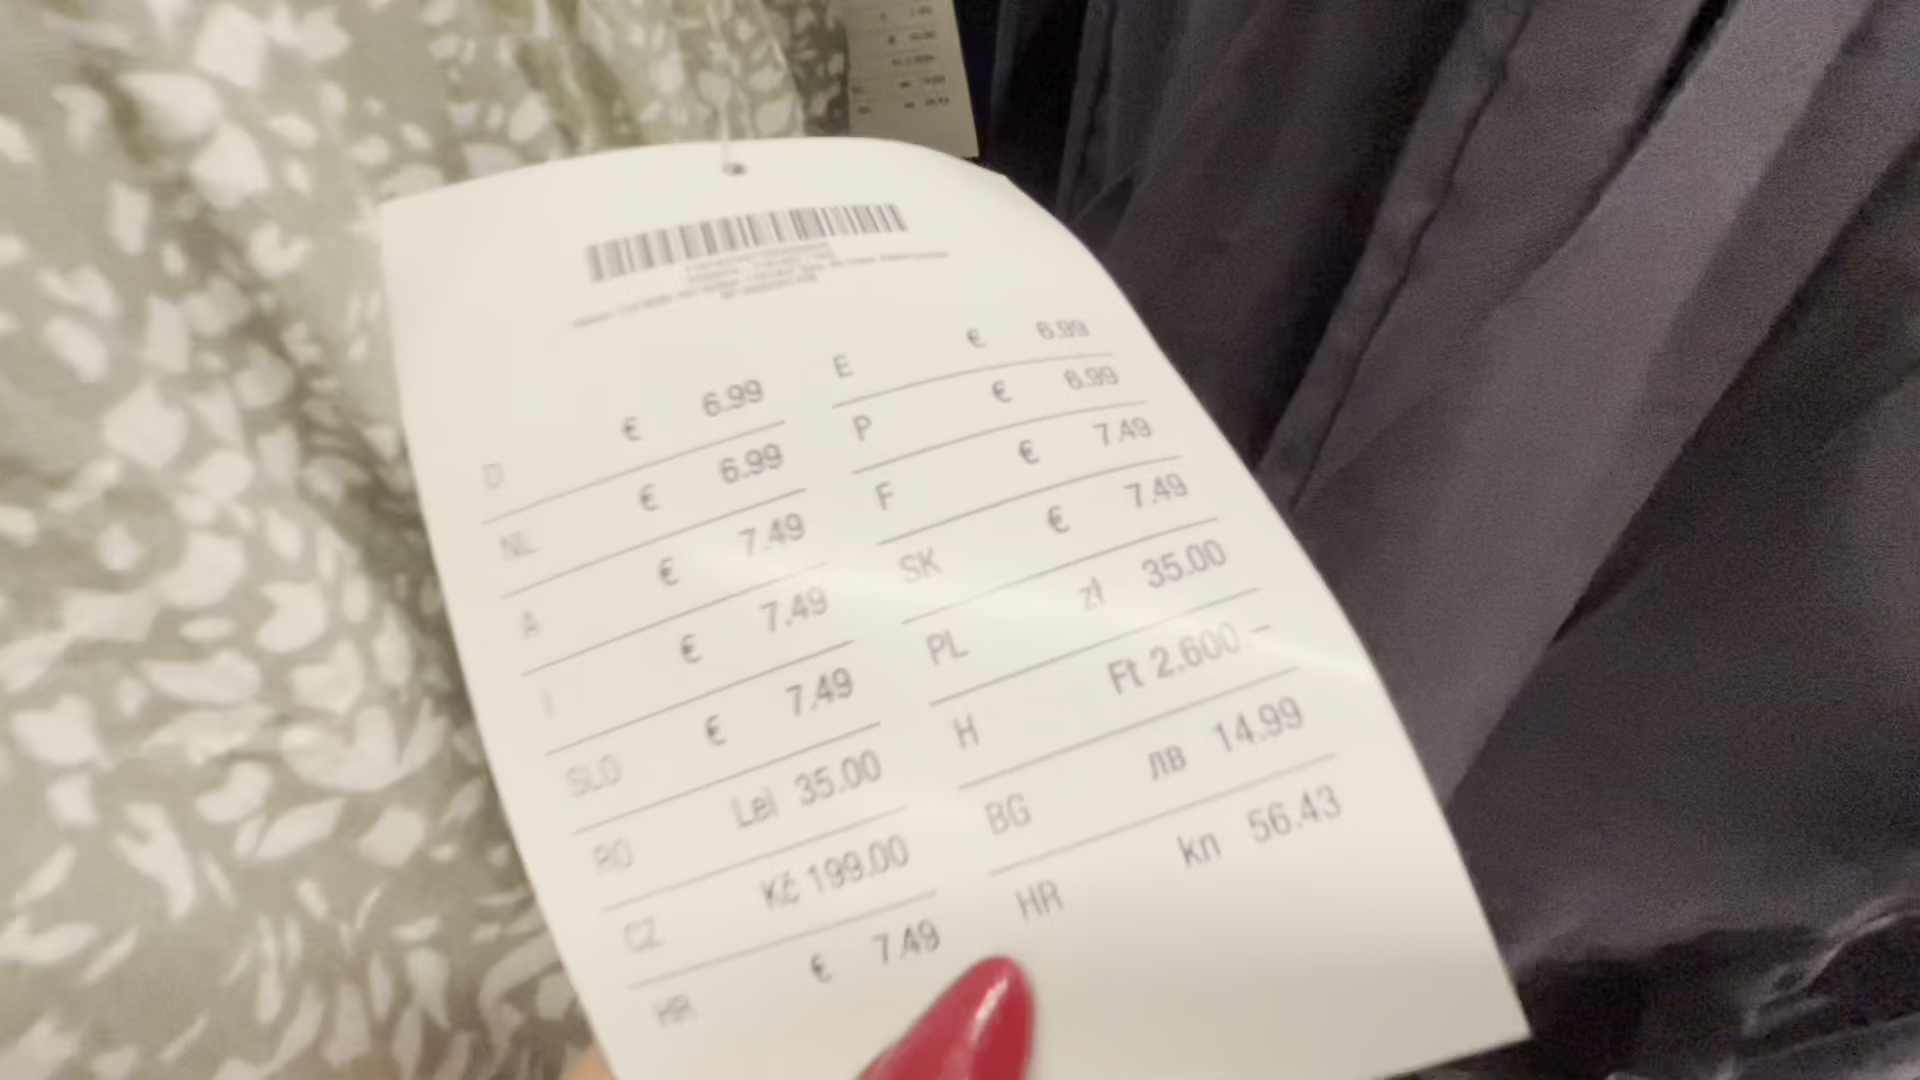 D € 6.99
NL € 6.99
A € 7.49
I € 7.49
SLO € 7.49
RO Lei 35.00
CZ Kč 199.00
HR € 7.49
E € 6.99
P € 6.99
F € 7.49
SK € 7.49
PL zł 35.00
H Ft 2.600.–
BG лв 14.99
HR kn 56.43